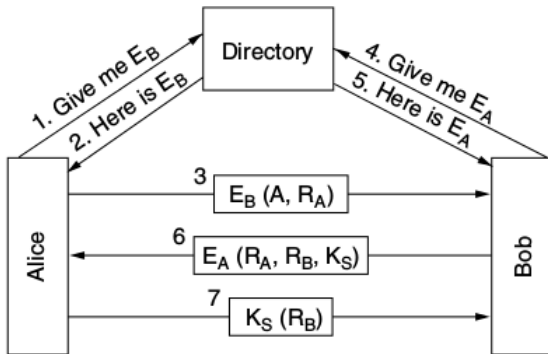 Directory
1. Give me E_B
2. Here is E_B
4. Give me E_A
5. Here is E_A
Alice
Bob
3
E_B (A, R_A)
6
E_A (R_A, R_B, K_S)
7
K_S (R_B)